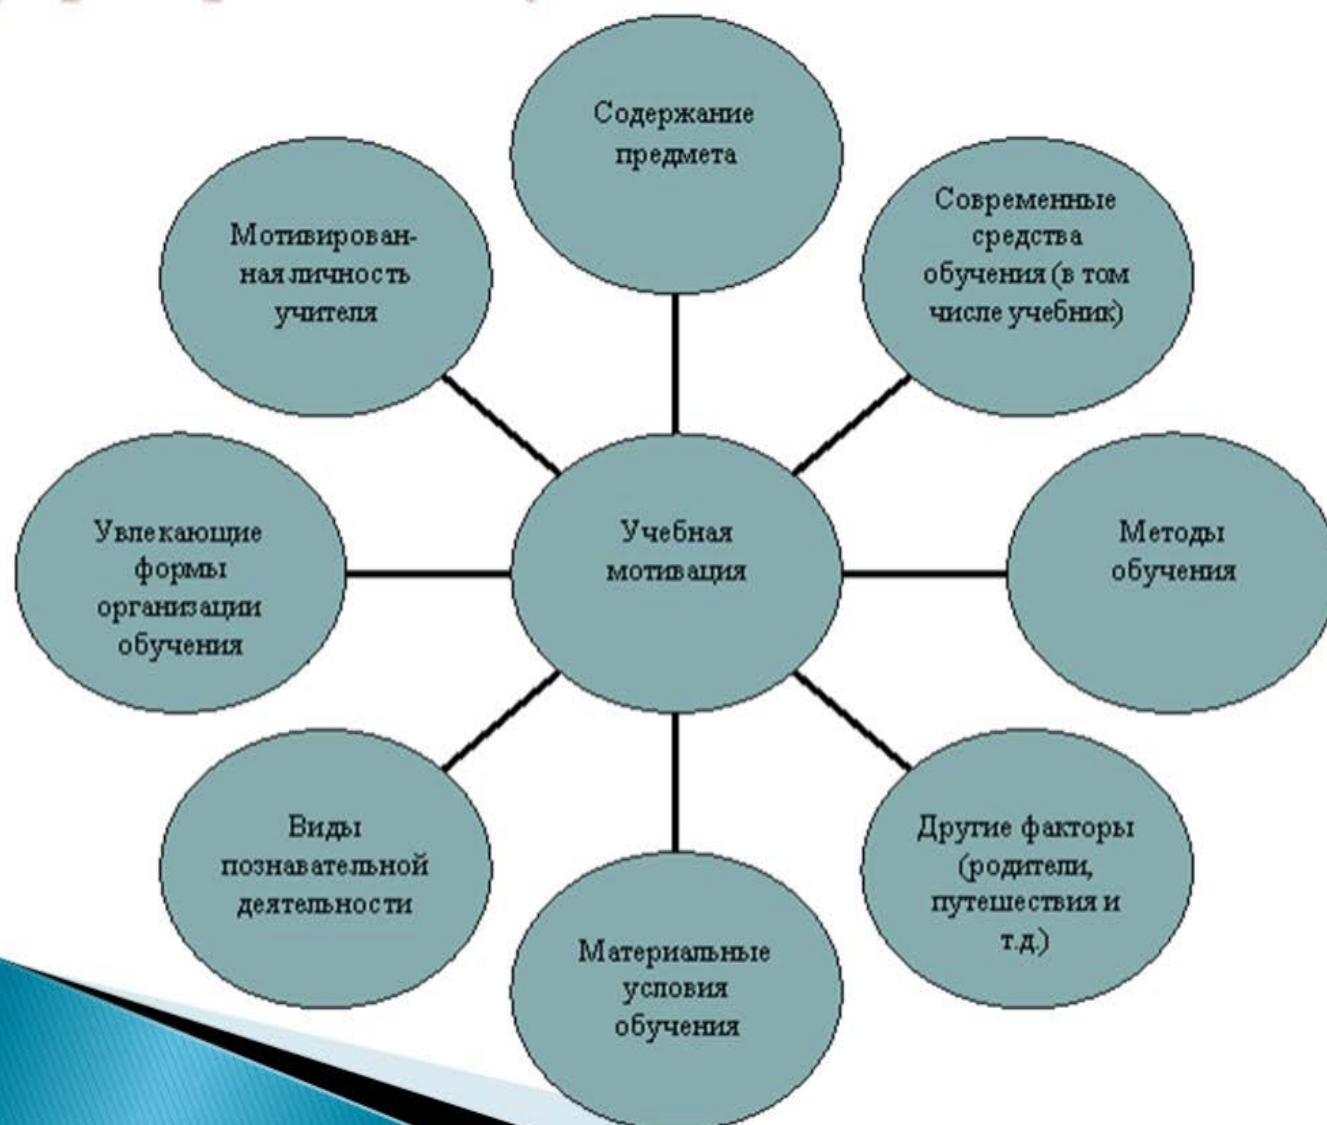 Содержание
предмета
Современные
средства
обучения (в том
числе учебник)
Методы
обучения
Другие факторы
(родители,
путешествия и
т.д.)
Материальные
условия
обучения
Виды
познавательной
деятельности
Увлекающие
формы
организации
обучения
Мотивирован-
ная личность
учителя
Учебная
мотивация